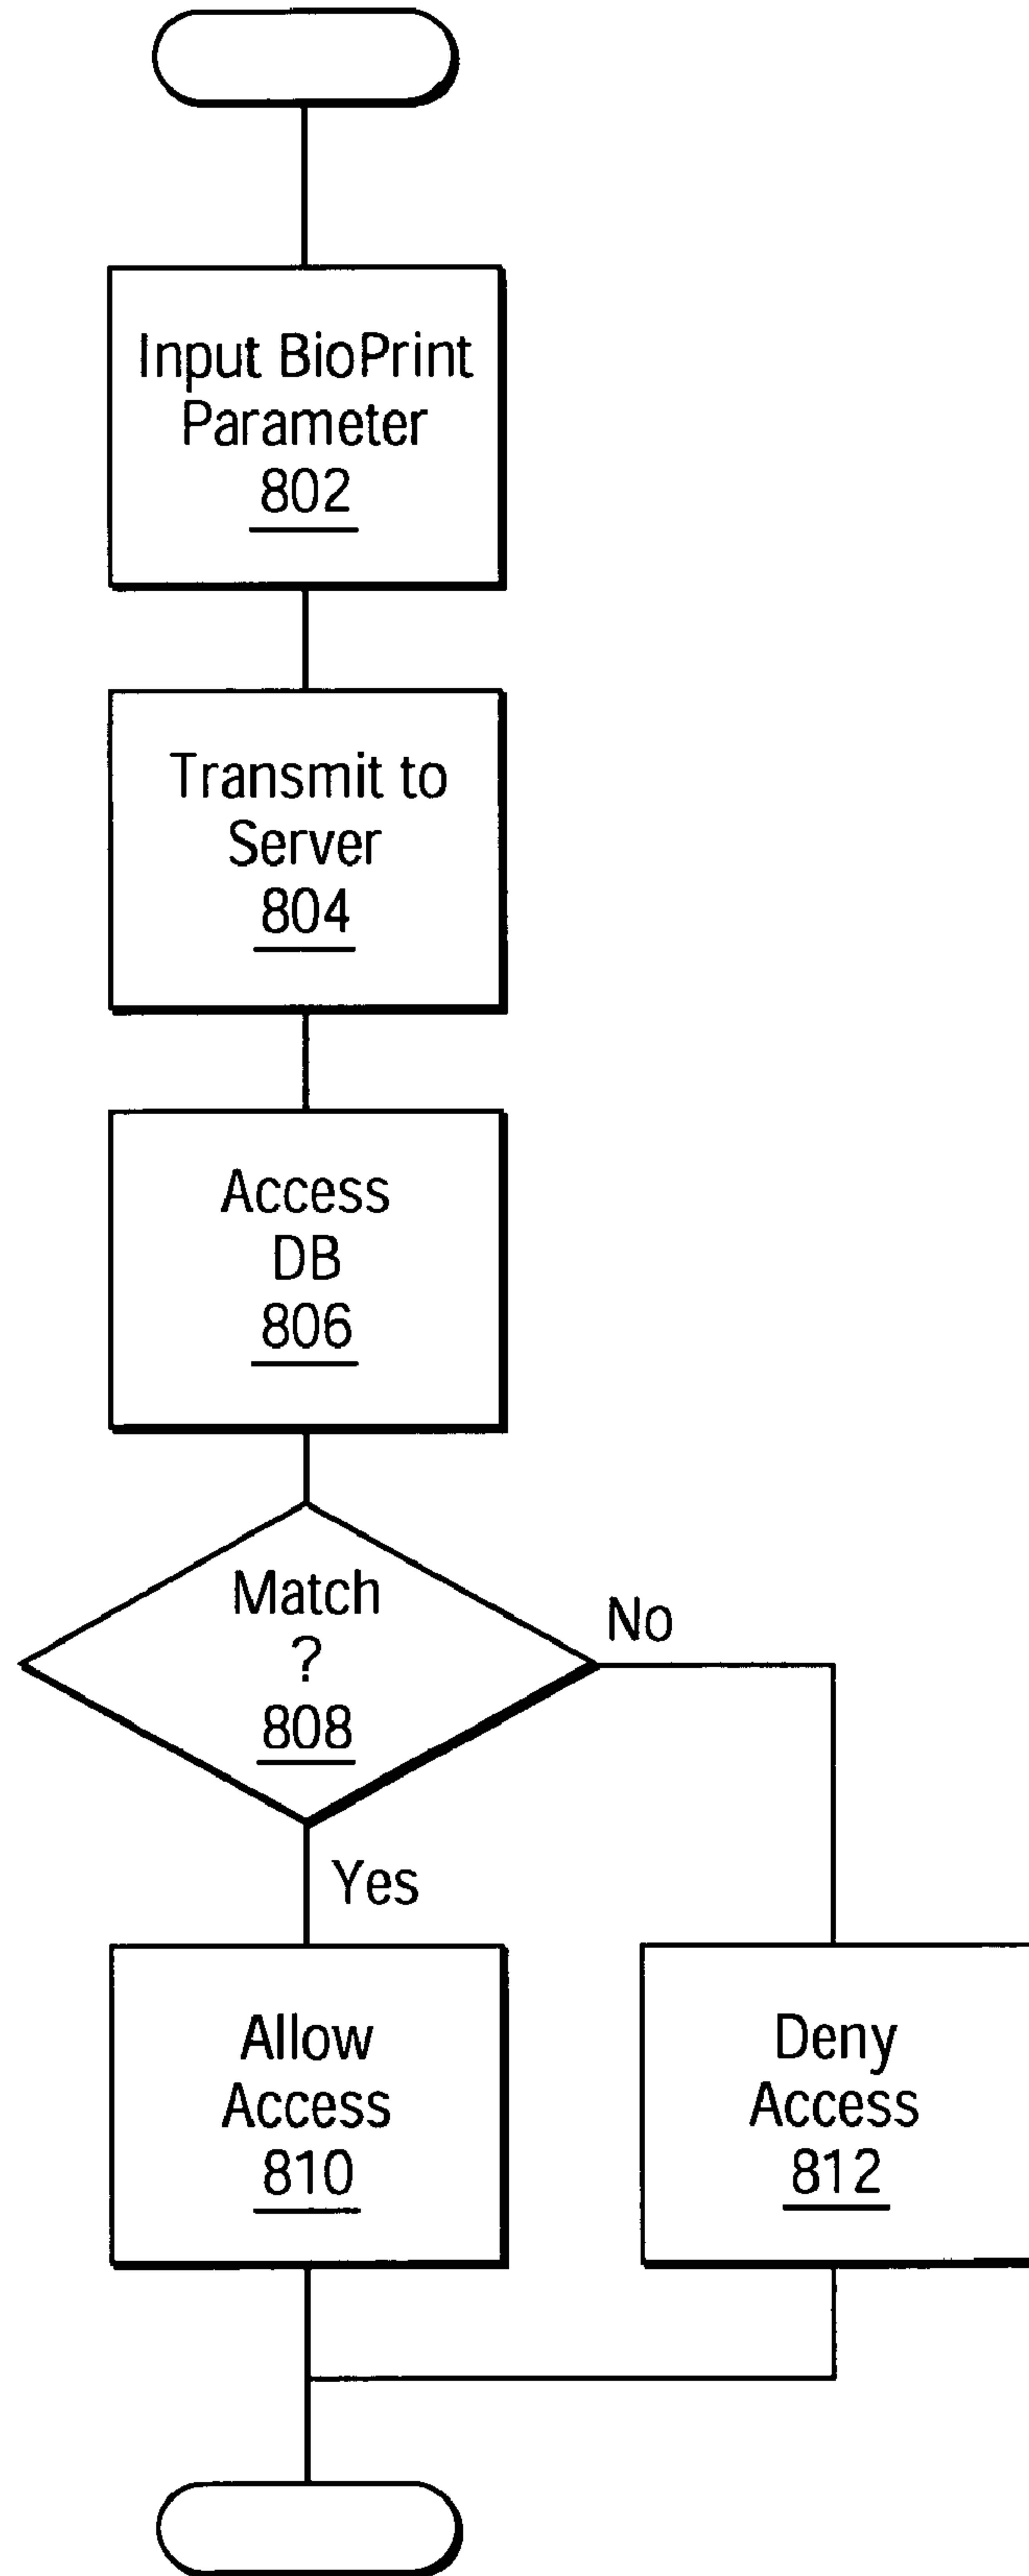 Input BioPrint
Parameter
802
Transmit to
Server
804
Access
DB
806
Match
?
808
No
Yes
Allow
Access
810
Deny
Access
812